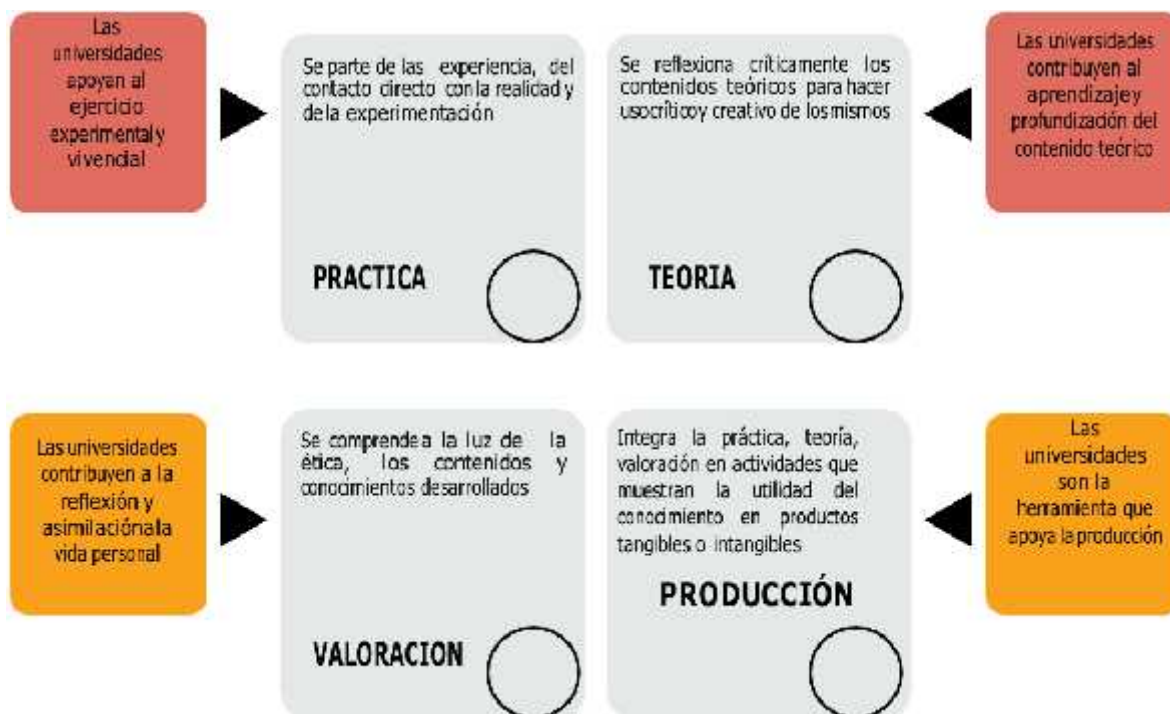 Las
universidades
apoyan al
ejercicio
experimental y
vivencial
Se parte de las experiencia, del
contacto directo con la realidad y
de la experimentación
PRACTICA
Se reflexiona críticamente los
contenidos teóricos para hacer
uso crítico y creativo de los mismos
TEORIA
Las universidades
contribuyen al
aprendizaje y
profundización del
contenido teórico
Las universidades
contribuyen a la
reflexión y
asimilación a la
vida personal
Se comprende a la luz de la
ética, los contenidos y
conocimientos desarrollados
VALORACION
Integra la práctica, teoría,
valoración en actividades que
muestran la utilidad del
conocimiento en productos
tangibles o intangibles
PRODUCCIÓN
Las
universidades
son la
herramienta que
apoya la producción